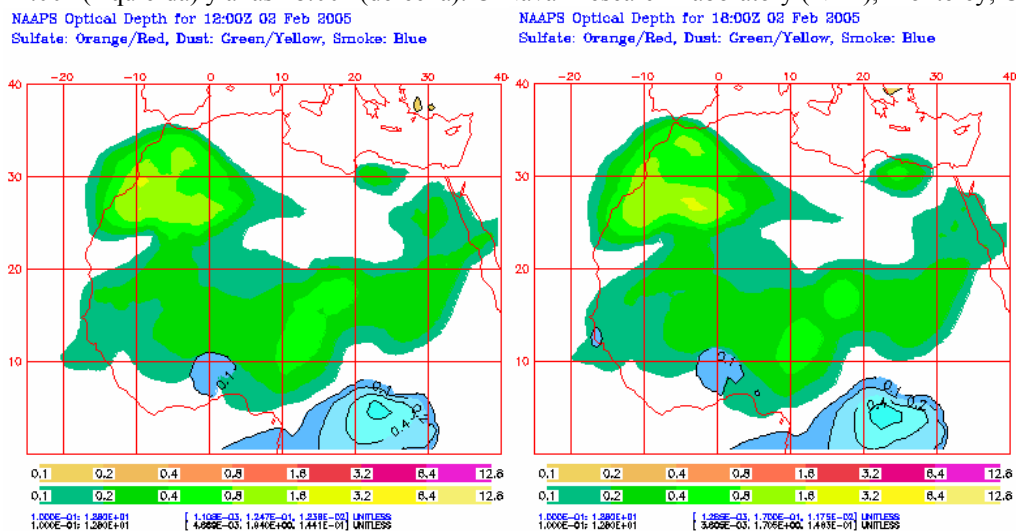 NAAPS Optical Depth for 12:00Z 02 Feb 2005
Sulfate: Orange/Red, Dust: Green/Yellow, Smoke: Blue
-20 -10 0 10 20 30 40
40
30
20
10
0.1
0.1
0.4
0.1 0.2 0.4 0.8 1.6 3.2 6.4 12.8
0.1 0.2 0.4 0.8 1.6 3.2 6.4 12.8
1.000E-01; 1.280E+01
1.000E-01; 1.280E+01
UNITLESS
UNITLESS
NAAPS Optical Depth for 18:00Z 02 Feb 2005
Sulfate: Orange/Red, Dust: Green/Yellow, Smoke: Blue
-20 -10 0 10 20 30 40
40
30
20
10
0.1
0.1
0.2
0.4
0.1 0.2 0.4 0.8 1.6 3.2 6.4 12.8
0.1 0.2 0.4 0.8 1.6 3.2 6.4 12.8
1.000E-01; 1.280E+01
1.000E-01; 1.280E+01
UNITLESS
UNITLESS